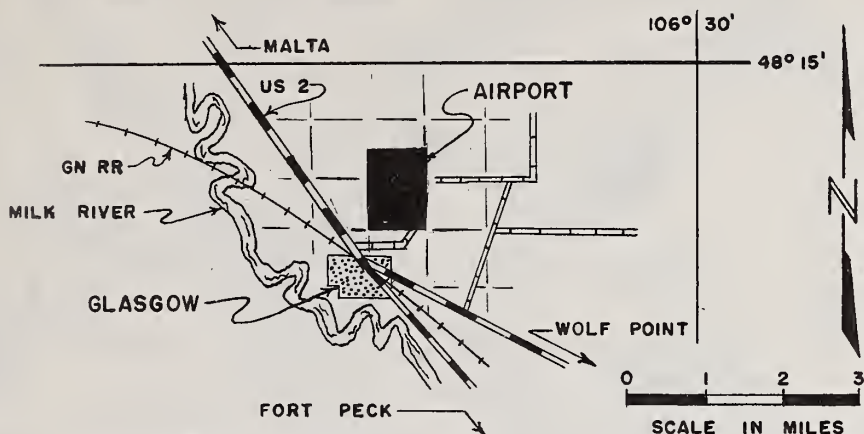 106° 30'
MALTA
48° 15'
US 2
AIRPORT
GN RR
MILK RIVER
N
GLASGOW
WOLF POINT
0 1 2 3
FORT PECK
SCALE IN MILES